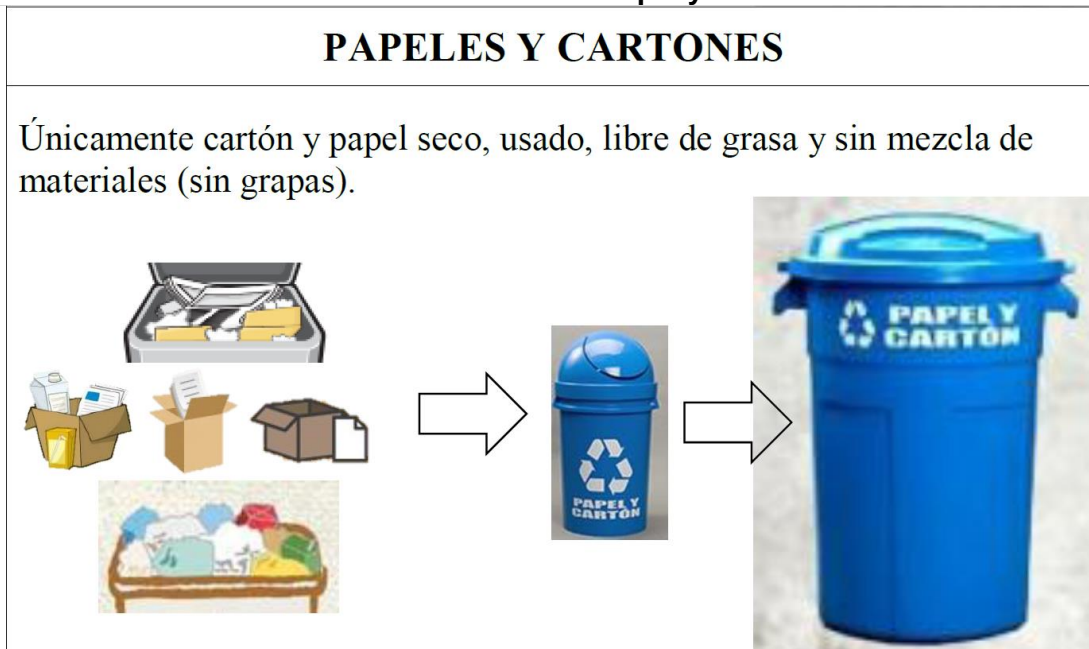 PAPELES Y CARTONES
Únicamente cartón y papel seco, usado, libre de grasa y sin mezcla de
materiales (sin grapas).
PAPEL Y
CARTÓN
PAPEL Y
CARTÓN